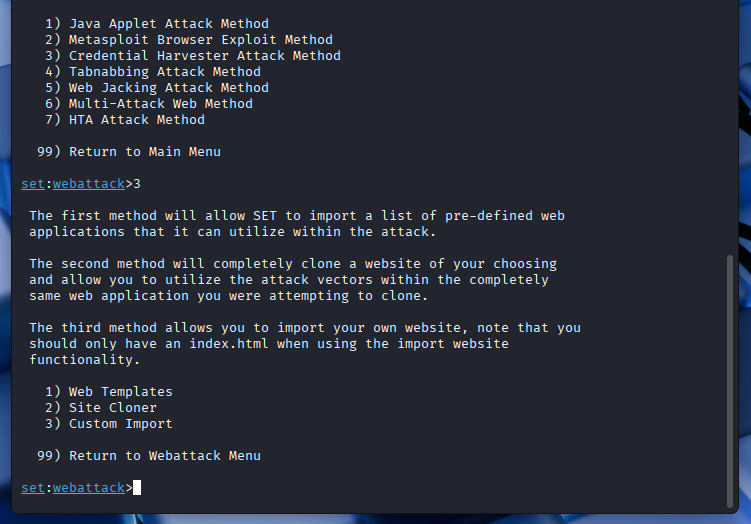 1) Java Applet Attack Method
2) Metasploit Browser Exploit Method
3) Credential Harvester Attack Method
4) Tabnabbing Attack Method
5) Web Jacking Attack Method
6) Multi-Attack Web Method
7) HTA Attack Method
99) Return to Main Menu
set:webattack>3
The first method will allow SET to import a list of pre-defined web
applications that it can utilize within the attack.
The second method will completely clone a website of your choosing
and allow you to utilize the attack vectors within the completely
same web application you were attempting to clone.
The third method allows you to import your own website, note that you
should only have an index.html when using the import website
functionality.
1) Web Templates
2) Site Cloner
3) Custom Import
99) Return to Webattack Menu
set:webattack>